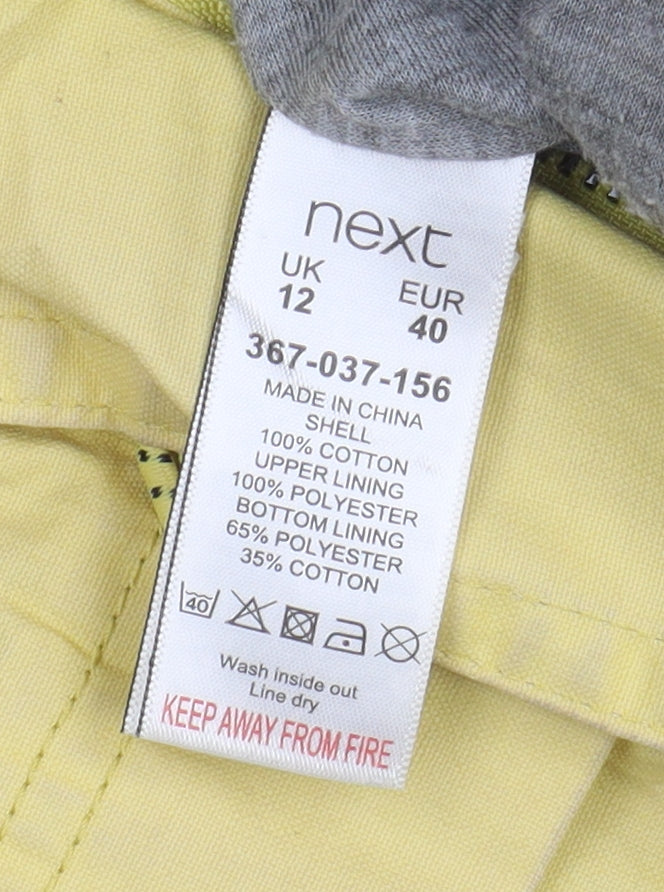 next
UK EUR
12 40
367-037-156
MADE IN CHINA
SHELL
100% COTTON
UPPER LINING
100% POLYESTER
BOTTOM LINING
65% POLYESTER
35% COTTON
40
Wash inside out
Line dry
KEEP AWAY FROM FIRE